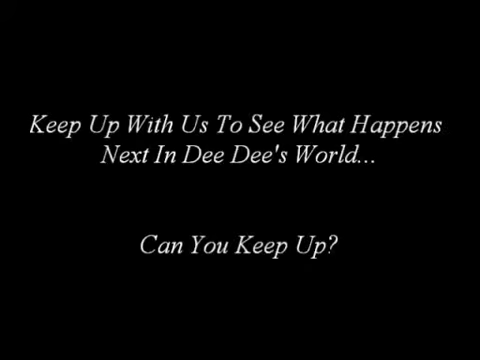 Keep Up With Us To See What Happens
Next In Dee Dee's World...
Can You Keep Up?